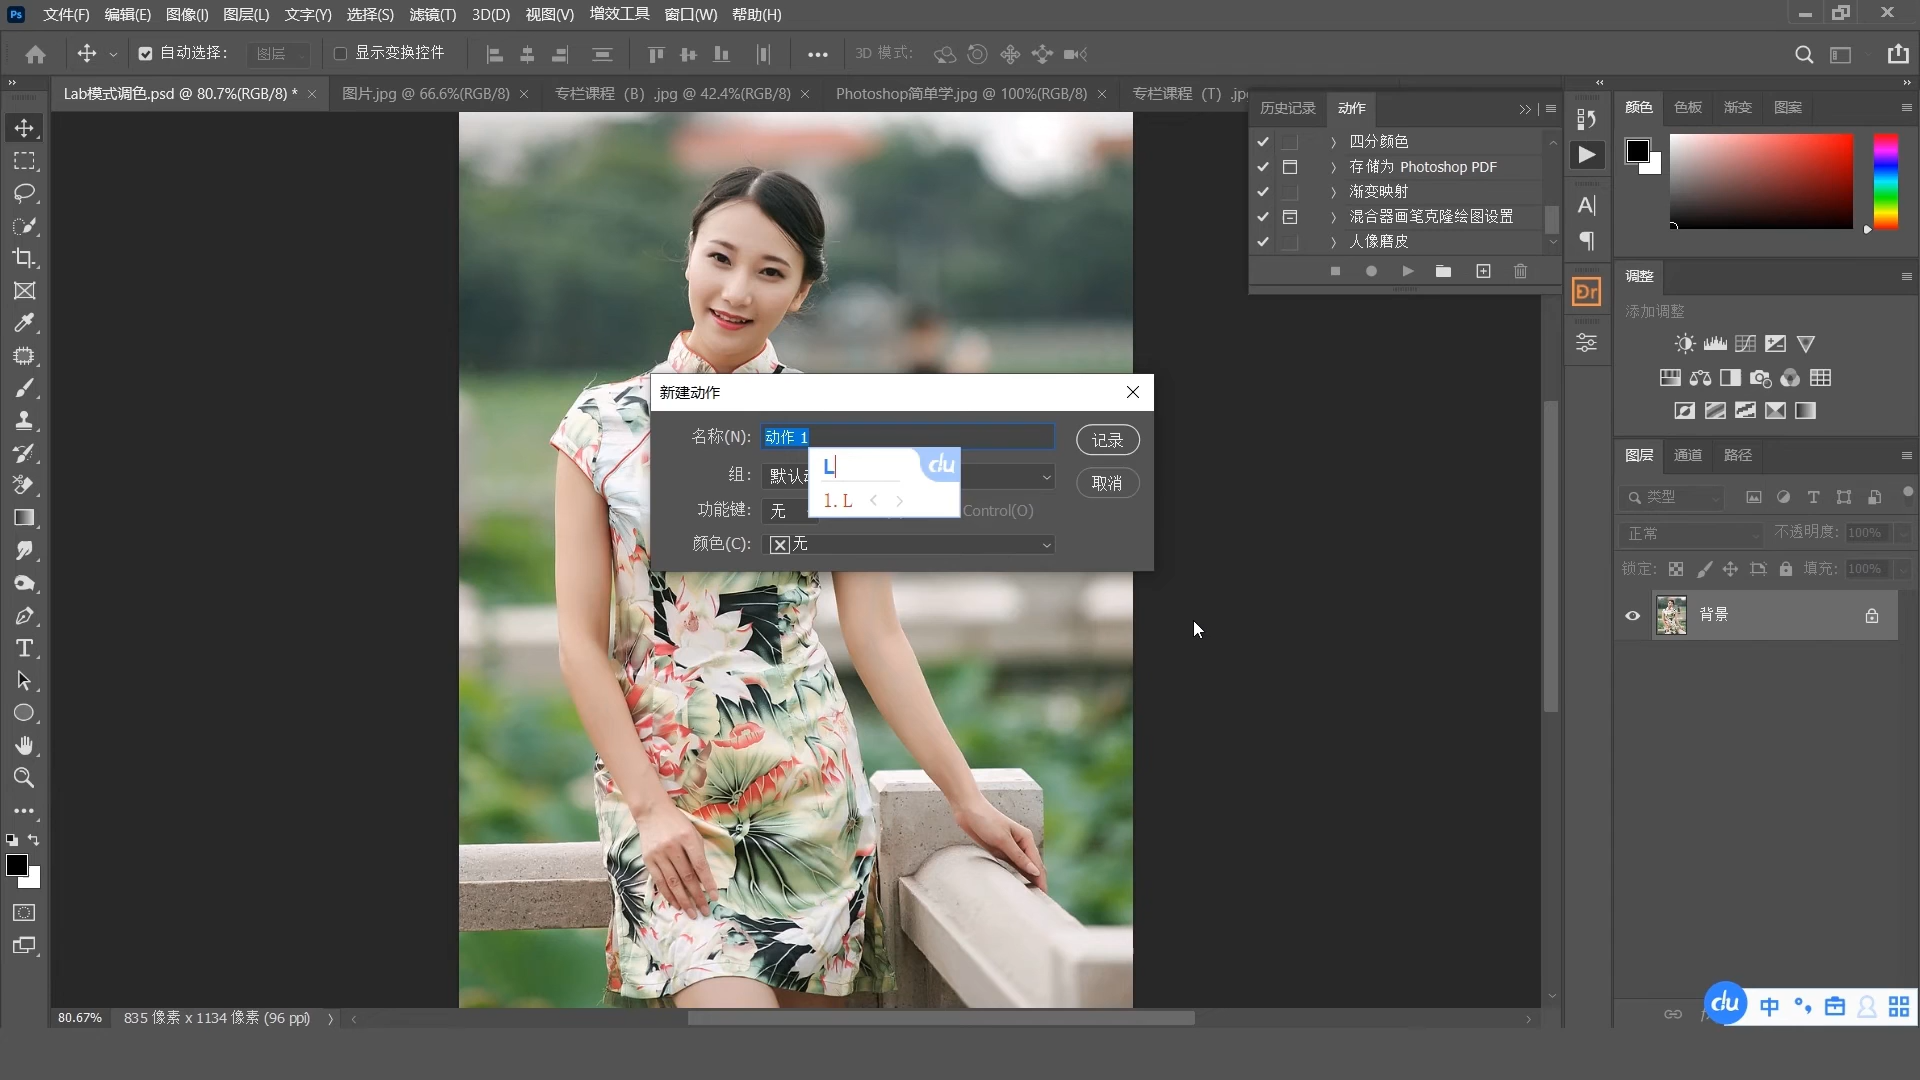 Ps 文件(F) 编辑(E) 图像(I) 图层(L) 文字(Y) 选择(S) 滤镜(T) 3D(D) 视图(V) 增效工具 窗口(W) 帮助(H)
自动选择： 图层 显示变换控件 3D 模式：
Lab模式调色.psd @ 80.7%(RGB/8) * 图片.jpg @ 66.6%(RGB/8) 专栏课程（B）.jpg @ 42.4%(RGB/8) Photoshop简单学.jpg @ 100%(RGB/8) 专栏课程（T）.jp
历史记录 动作
四分颜色
存储为 Photoshop PDF
渐变映射
混合器画笔克隆绘图设置
人像磨皮
颜色 色板 渐变 图案
Dr
调整
添加调整
新建动作
名称(N)： 动作 1 记录
L du
组： 默认动 取消
1. L
功能键： 无 Control(O)
颜色(C)： 无
图层 通道 路径
类型
正常 不透明度： 100%
锁定： 填充： 100%
背景
80.67% 835 像素 x 1134 像素 (96 ppi)
du 中